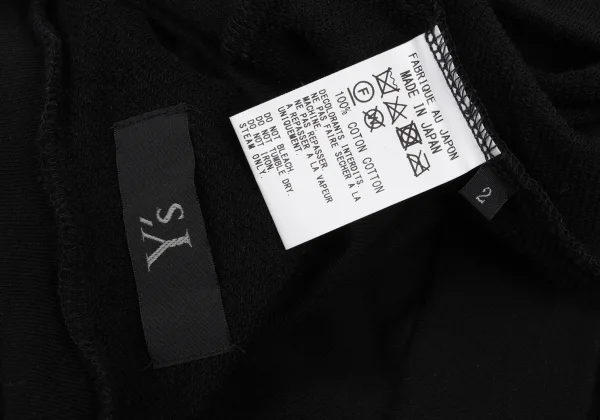 Y's
FABRIQUE AU JAPON
MADE IN JAPAN
F
100% COTON COTTON
DECOLORANTS INTERDITS.
NE PAS FAIRE SECHER A LA
MACHINE.
NE PAS REPASSER.
A REPASSER A LA VAPEUR
UNIQUEMENT.
DO NOT BLEACH.
DO NOT TUMBLE DRY.
DO NOT IRON.
STEAM ONLY.
2